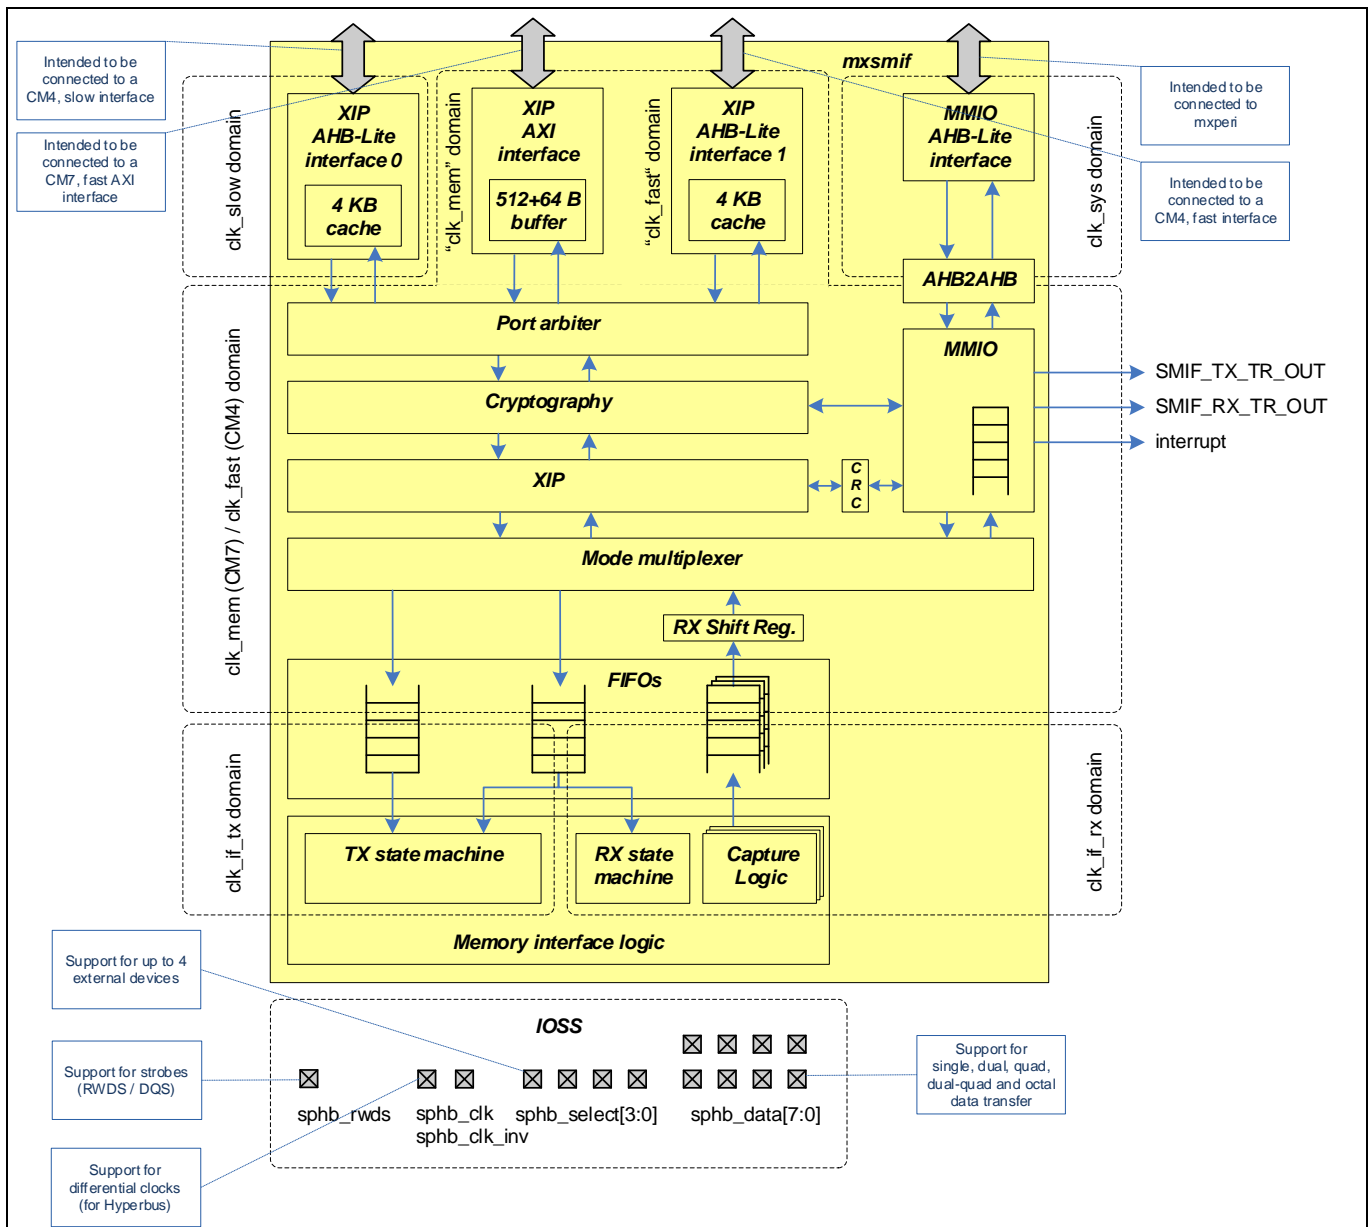 mxsmif
Intended to be
connected to a
CM4, slow interface
Intended to be
connected to a
CM7, fast AXI
interface
Intended to be
connected to
mxperi
Intended to be
connected to a
CM4, fast interface
clk_slow domain
XIP
AHB-Lite
interface 0
4 KB
cache
"clk_mem" domain
XIP
AXI
interface
512+64 B
buffer
"clk_fast" domain
XIP
AHB-Lite
interface 1
4 KB
cache
MMIO
AHB-Lite
interface
clk_sys domain
AHB2AHB
clk_mem (CM7) / clk_fast (CM4) domain
Port arbiter
MMIO
Cryptography
XIP
C
R
C
SMIF_TX_TR_OUT
SMIF_RX_TR_OUT
interrupt
Mode multiplexer
RX Shift Reg.
FIFOs
clk_if_tx domain
clk_if_rx domain
TX state machine
RX state
machine
Capture
Logic
Memory interface logic
Support for up to 4
external devices
IOSS
Support for strobes
(RWDS / DQS)
Support for
single, dual, quad,
dual-quad and octal
data transfer
sphb_rwds
sphb_clk
sphb_clk_inv
sphb_select[3:0]
sphb_data[7:0]
Support for
differential clocks
(for Hyperbus)